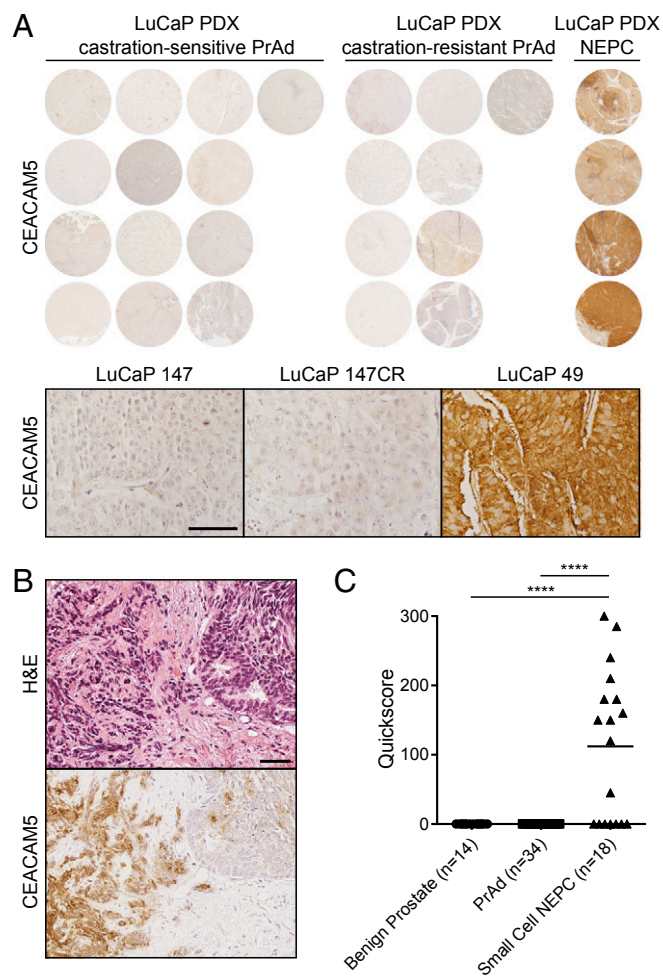 A
LuCaP PDX
castration-sensitive PrAd
LuCaP PDX
castration-resistant PrAd
LuCaP PDX
NEPC
CEACAM5
LuCaP 147
LuCaP 147CR
LuCaP 49
CEACAM5
B
H&E
CEACAM5
C
****
****
Quickscore
300
200
100
0
Benign Prostate (n=14)
PrAd (n=34)
Small Cell NEPC (n=18)